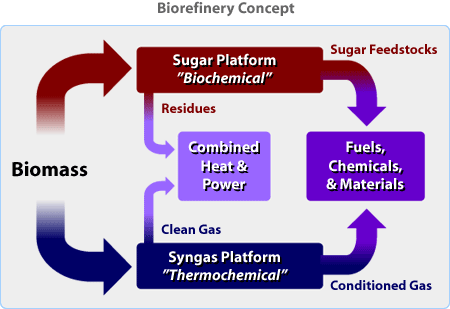 Biorefinery Concept
Sugar Platform
"Biochemical"
Sugar Feedstocks
Residues
Combined
Heat &
Power
Fuels,
Chemicals,
& Materials
Biomass
Clean Gas
Syngas Platform
"Thermochemical"
Conditioned Gas